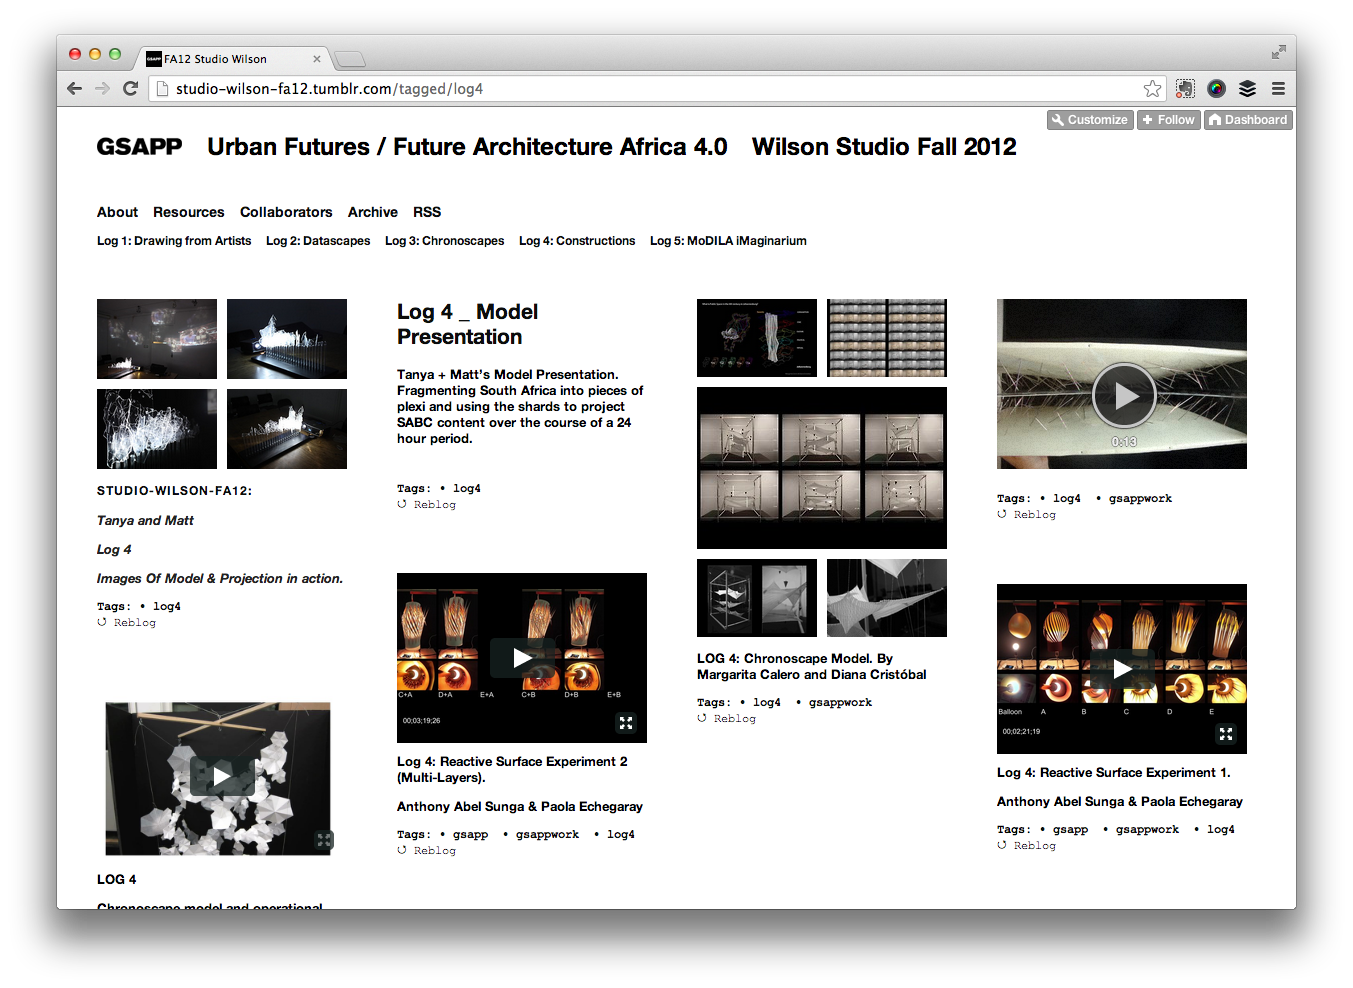 FA12 Studio Wilson
studio-wilson-fa12.tumblr.com/tagged/log4
Customize
Follow
Dashboard
GSAPP Urban Futures / Future Architecture Africa 4.0 Wilson Studio Fall 2012
About Resources Collaborators Archive RSS
Log 1: Drawing from Artists Log 2: Datascapes Log 3: Chronoscapes Log 4: Constructions Log 5: MoDILA iMaginarium
STUDIO-WILSON-FA12:
Tanya and Matt
Log 4
Images Of Model & Projection in action.
Tags: • log4
Reblog
LOG 4
Chronoscape model and operational
Log 4 _ Model
Presentation
Tanya + Matt's Model Presentation.
Fragmenting South Africa into pieces of
plexi and using the shards to project
SABC content over the course of a 24
hour period.
Tags: • log4
Reblog
C+A D+A E+A C+B D+B E+B
00;03;19;26
Log 4: Reactive Surface Experiment 2
(Multi-Layers).
Anthony Abel Sunga & Paola Echegaray
Tags: • gsapp • gsappwork • log4
Reblog
LOG 4: Chronoscape Model. By
Margarita Calero and Diana Cristóbal
Tags: • log4 • gsappwork
Reblog
0:13
Tags: • log4 • gsappwork
Reblog
Balloon A B C D E
00;02;21;19
Log 4: Reactive Surface Experiment 1.
Anthony Abel Sunga & Paola Echegaray
Tags: • gsapp • gsappwork • log4
Reblog